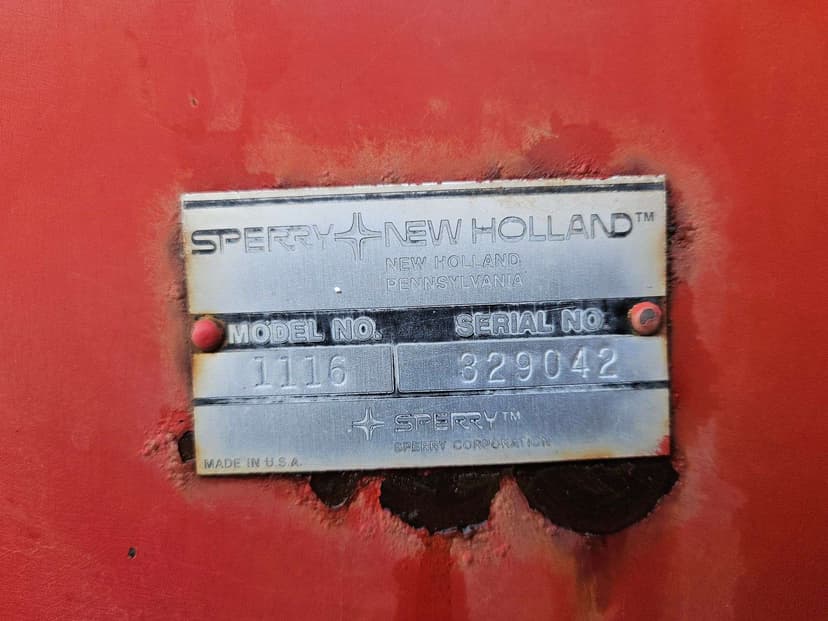 SPERRY NEW HOLLAND™
NEW HOLLAND,
PENNSYLVANIA
MODEL NO. SERIAL NO.
1116 329042
SPERRY™
SPERRY CORPORATION
MADE IN U.S.A.